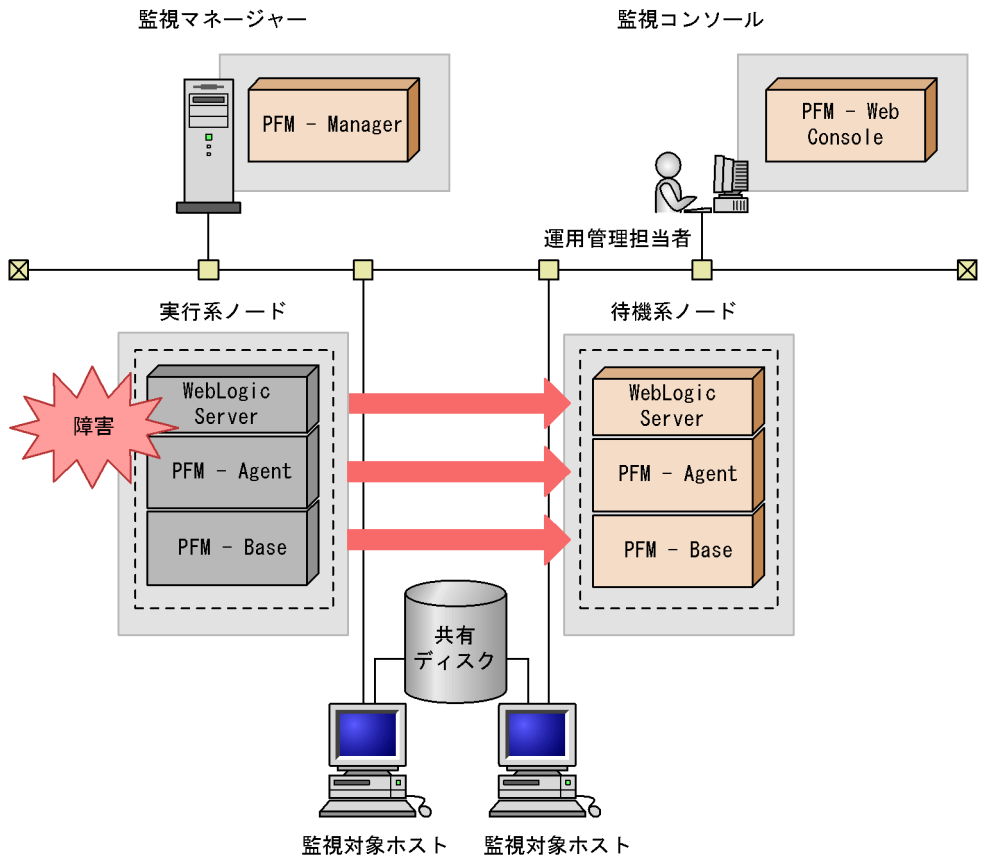 監視マネージャー
監視コンソール
PFM - Manager
PFM - Web
Console
運用管理担当者
実行系ノード
待機系ノード
障害
WebLogic
Server
PFM - Agent
PFM - Base
WebLogic
Server
PFM - Agent
PFM - Base
共有
ディスク
監視対象ホスト
監視対象ホスト